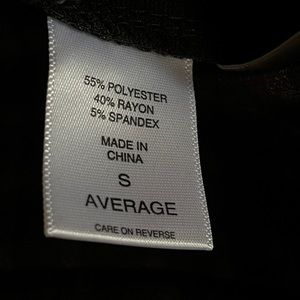 55% POLYESTER
40% RAYON
5% SPANDEX
MADE IN
CHINA
S
AVERAGE
CARE ON REVERSE